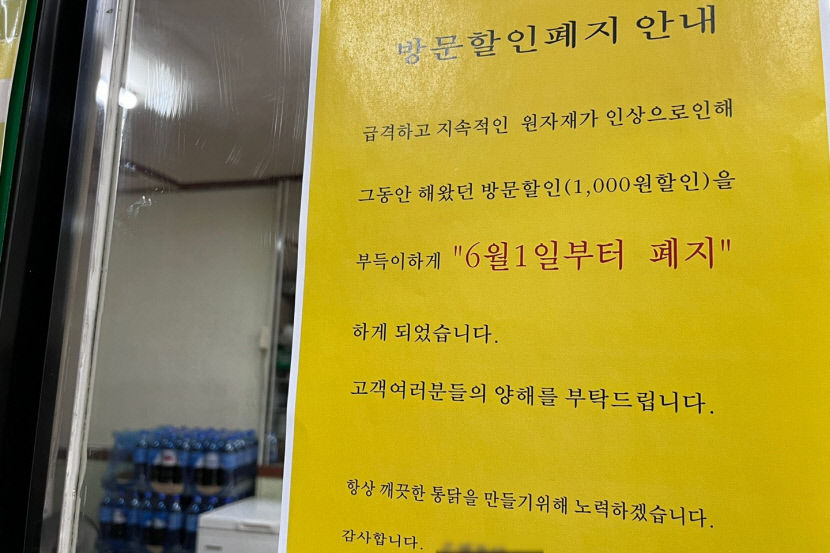 방문할인폐지 안내
급격하고 지속적인 원자재가 인상으로인해
그동안 해왔던 방문할인(1,000원할인)을
부득이하게 "6월1일부터 폐지"
하게 되었습니다.
고객여러분들의 양해를 부탁드립니다.
항상 깨끗한 통닭을 만들기위해 노력하겠습니다.
감사합니다.